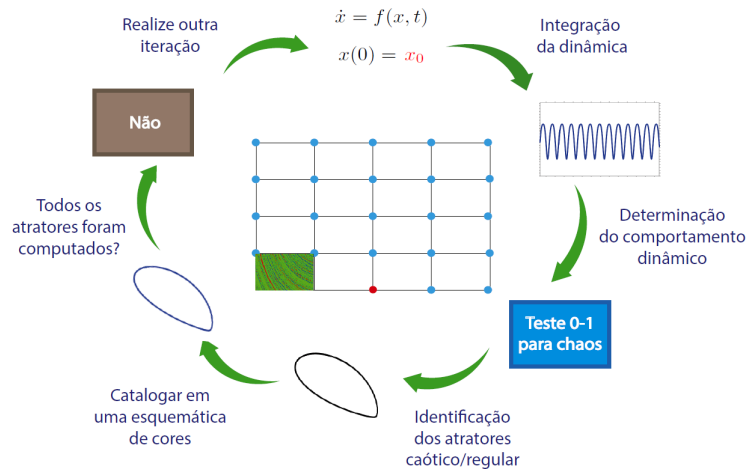 Realize outra
iteração
ẋ = f(x, t)
x(0) = x₀
Integração
da dinâmica
Determinação
do comportamento
dinâmico
Teste 0-1
para chaos
Identificação
dos atratores
caótico/regular
Catalogar em
uma esquemática
de cores
Todos os
atratores foram
computados?
Não